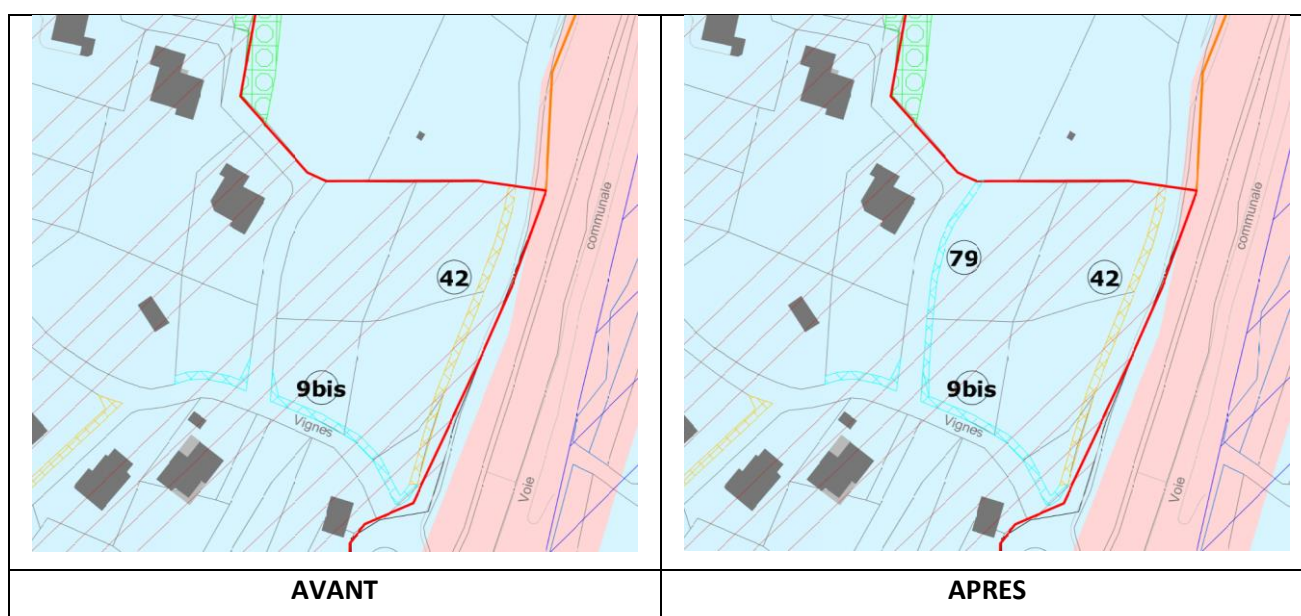 communale
42
9bis
Vignes
Voie
communale
79
42
9bis
Vignes
Voie
AVANT
APRES